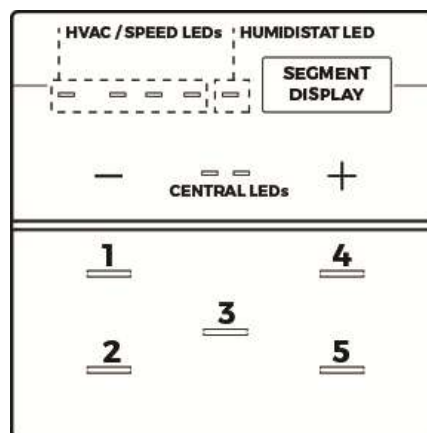 HVAC / SPEED LEDs HUMIDISTAT LED
SEGMENT
DISPLAY
− +
CENTRAL LEDs
1 4
3
2 5